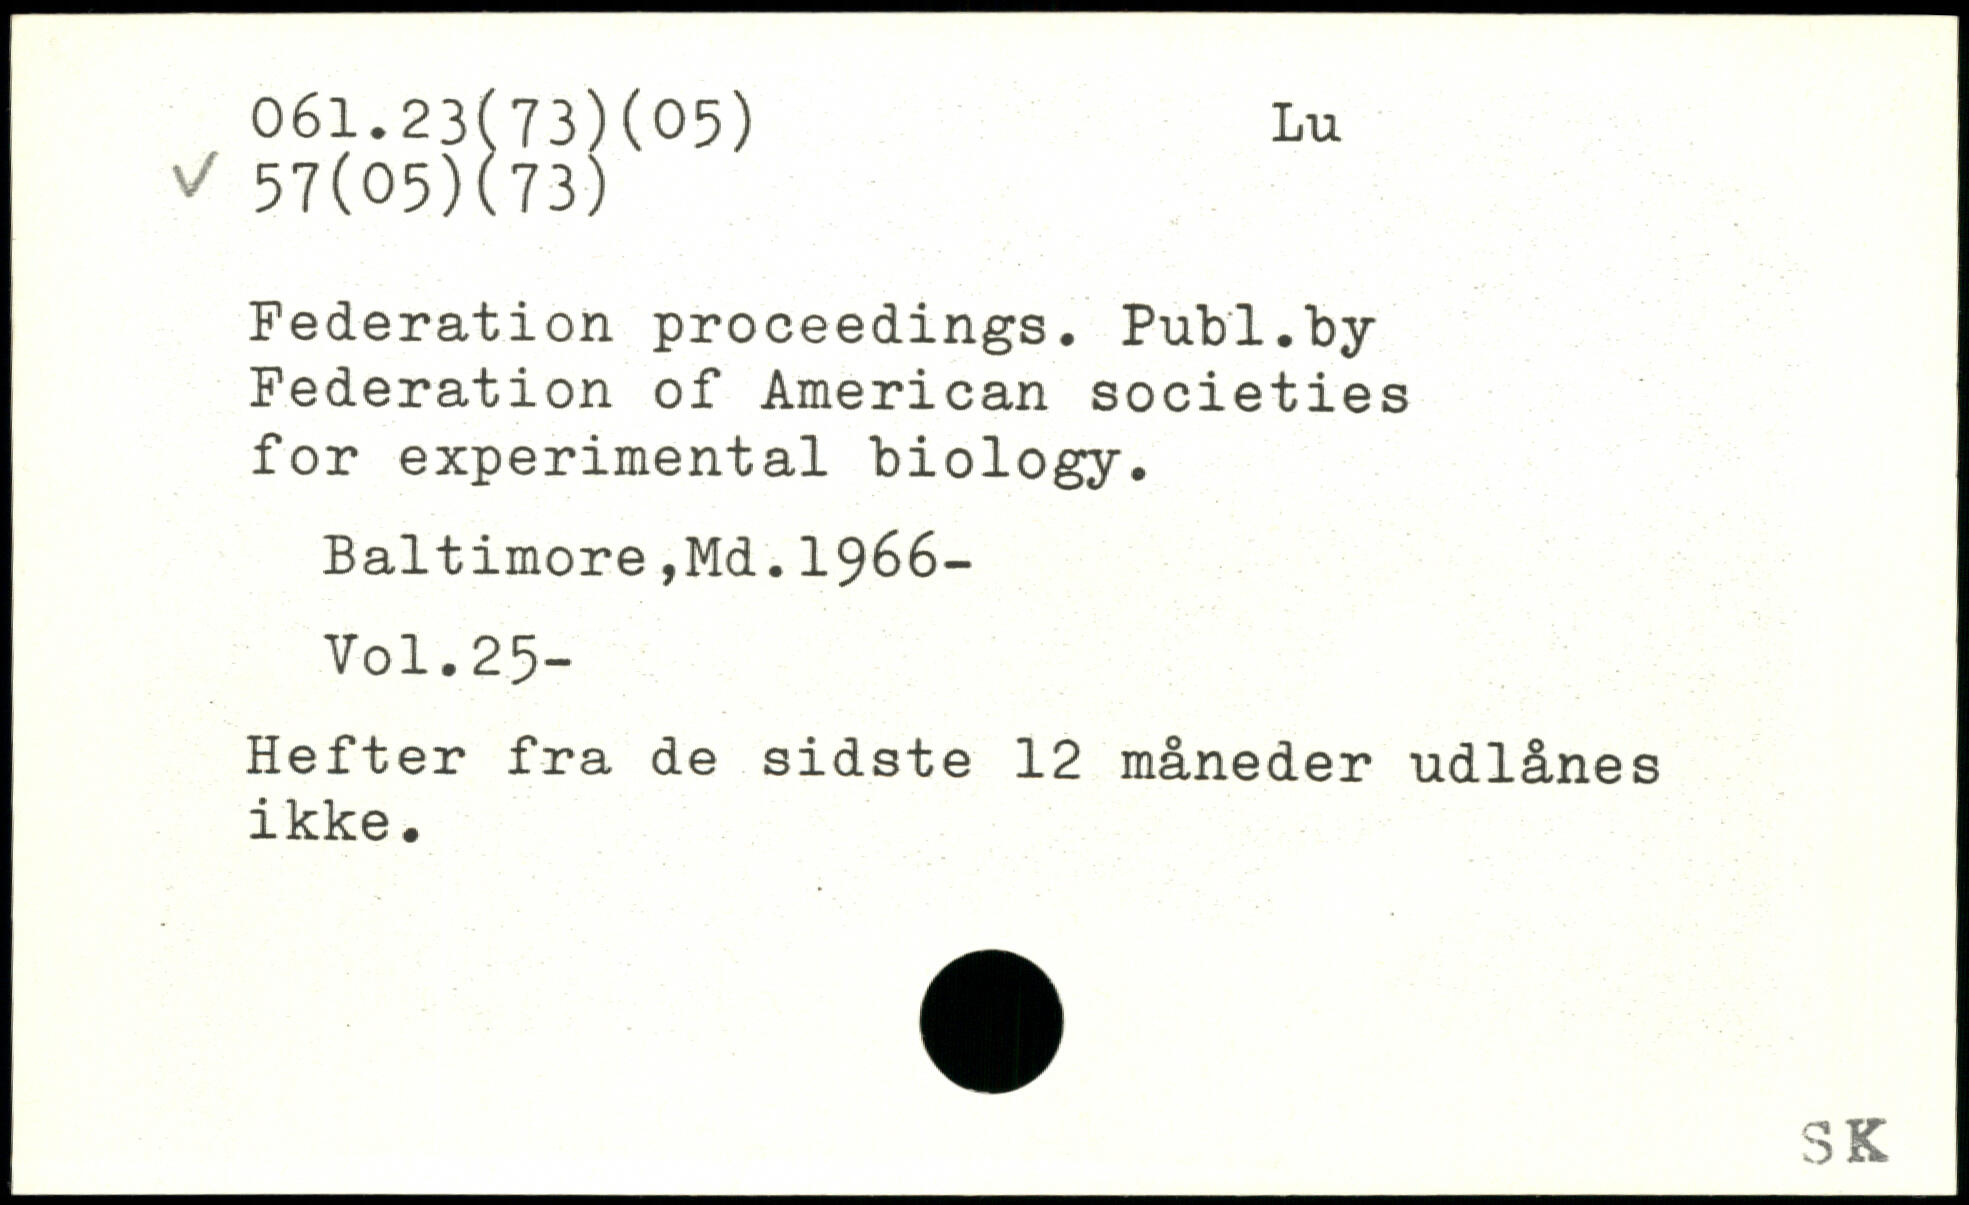 061.23(73)(05) Lu
✓ 57(05)(73)
Federation proceedings. Publ.by
Federation of American societies
for experimental biology.
Baltimore,Md.1966-
Vol.25-
Hefter fra de sidste 12 måneder udlånes
ikke.
SK